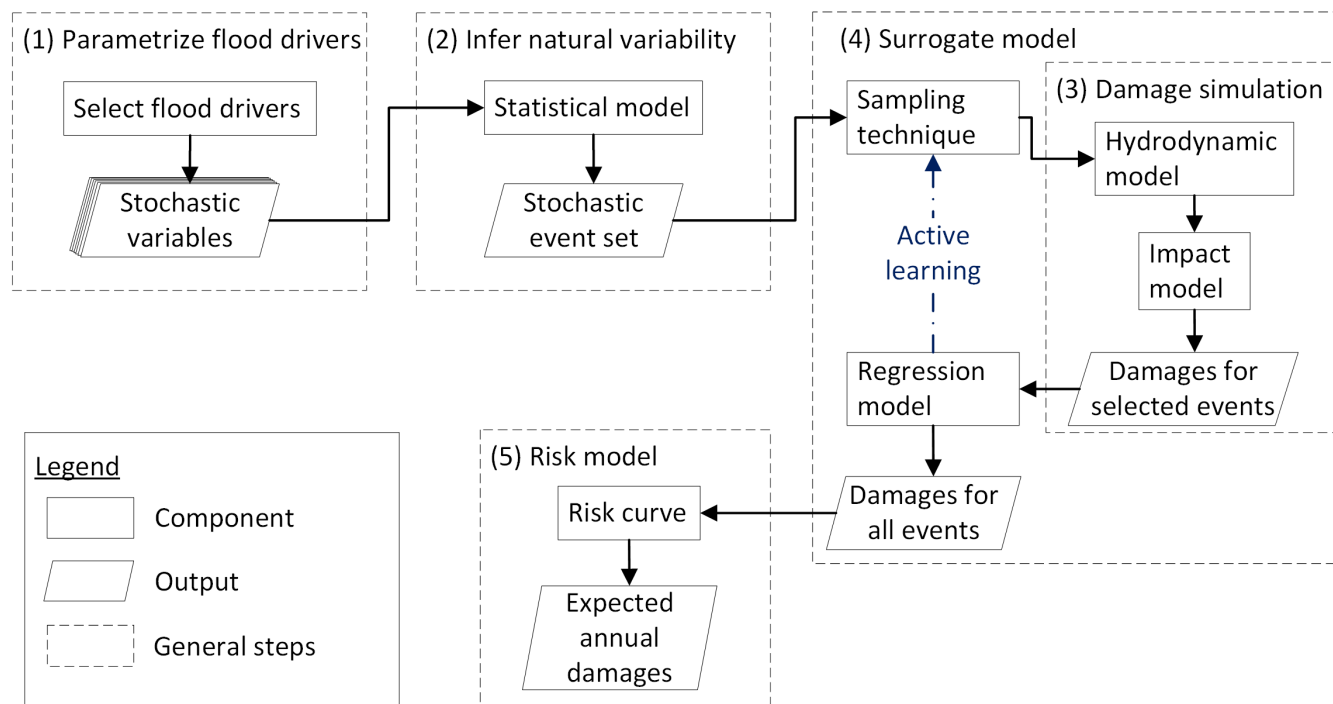 (1) Parametrize flood drivers
Select flood drivers
Stochastic
variables
(2) Infer natural variability
Statistical model
Stochastic
event set
(4) Surrogate model
Sampling
technique
(3) Damage simulation
Hydrodynamic
model
Impact
model
Damages for
selected events
Active
learning
Regression
model
Damages for
all events
(5) Risk model
Risk curve
Expected
annual
damages
Legend
Component
Output
General steps